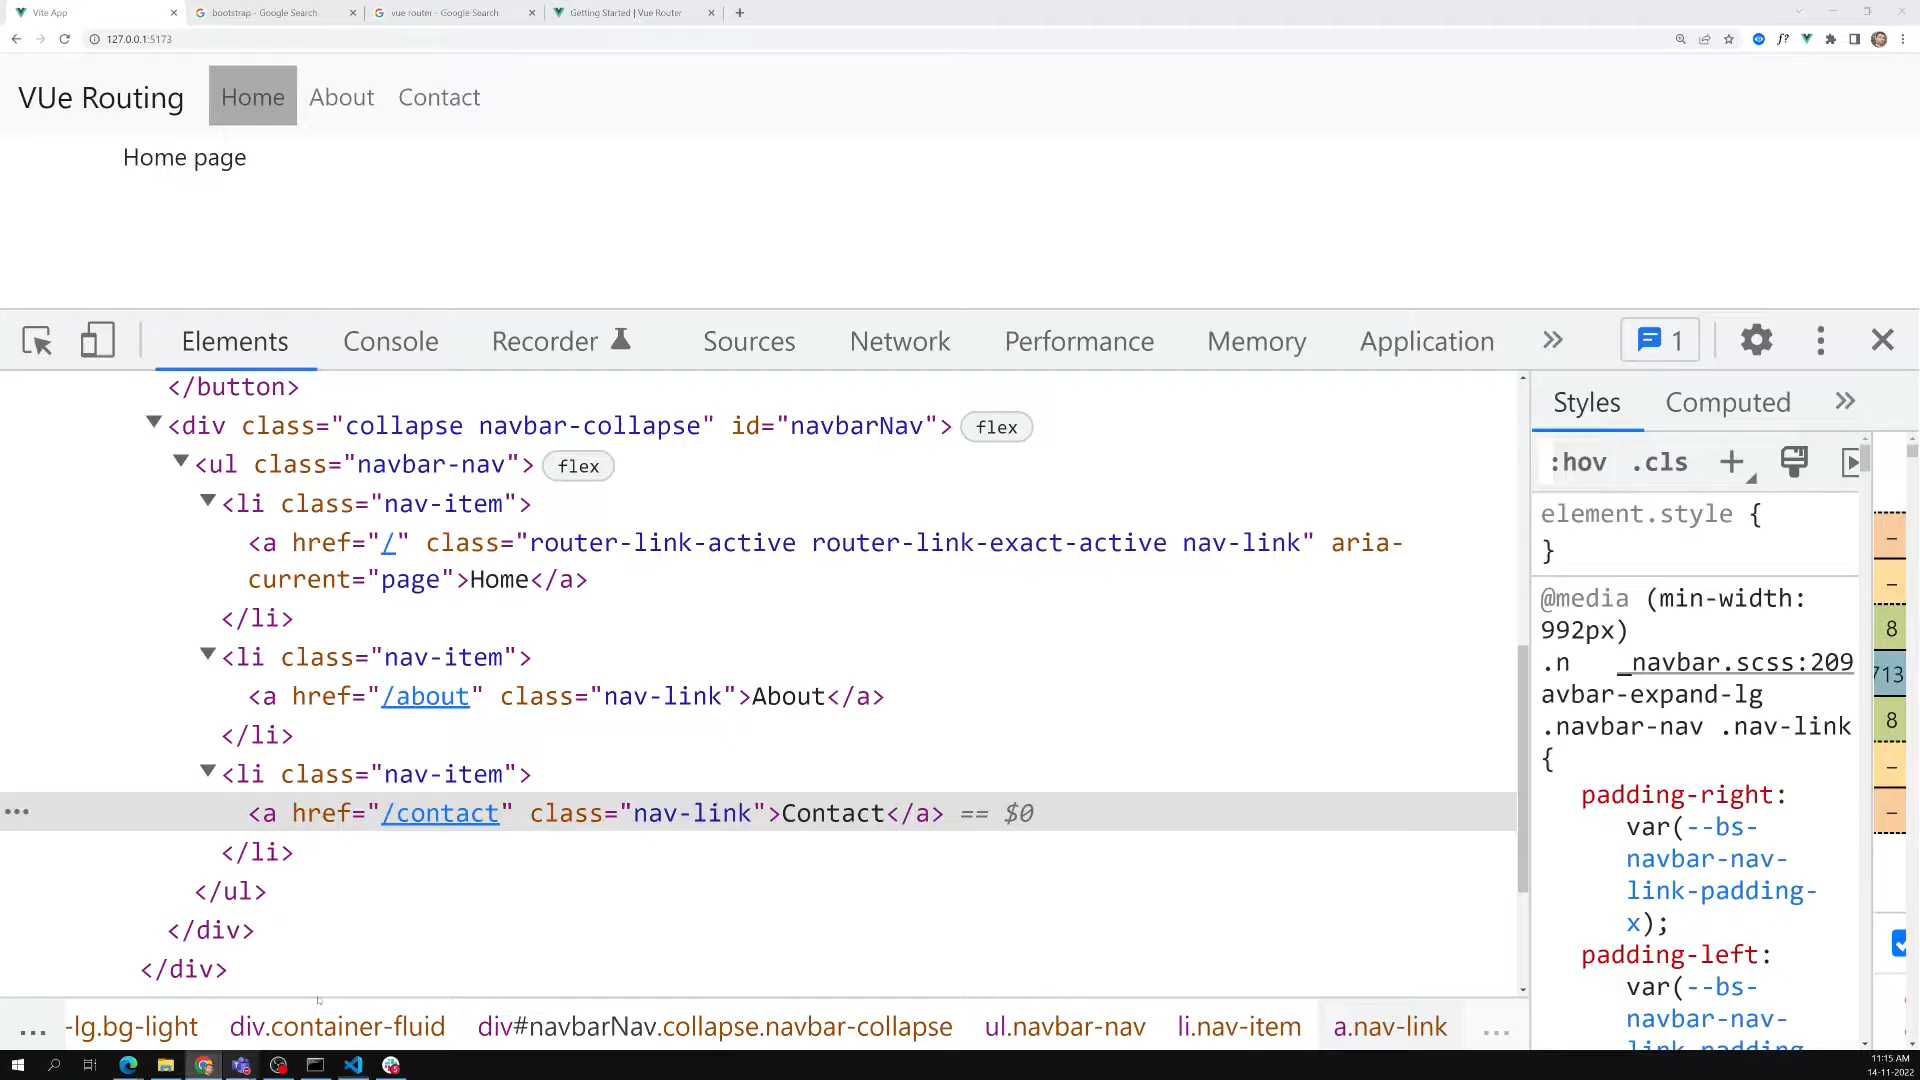 Vite App
bootstrap - Google Search
vue router - Google Search
Getting Started | Vue Router
127.0.0.1:5173
f?
VUe Routing
Home
About
Contact
Home page
Elements
Console
Recorder
Sources
Network
Performance
Memory
Application
1
</button>
<div class="collapse navbar-collapse" id="navbarNav"> flex
<ul class="navbar-nav"> flex
<li class="nav-item">
<a href="/" class="router-link-active router-link-exact-active nav-link" aria-
current="page">Home</a>
</li>
<li class="nav-item">
<a href="/about" class="nav-link">About</a>
</li>
<li class="nav-item">
<a href="/contact" class="nav-link">Contact</a> == $0
</li>
</ul>
</div>
</div>
... -lg.bg-light div.container-fluid div#navbarNav.collapse.navbar-collapse ul.navbar-nav li.nav-item a.nav-link ...
Styles
Computed
:hov .cls +
element.style {
}
@media (min-width:
992px)
.n _navbar.scss:209
avbar-expand-lg
.navbar-nav .nav-link
{
padding-right:
var(--bs-
navbar-nav-
link-padding-
x);
padding-left:
var(--bs-
navbar-nav-
link-padding-
–
–
8
713
8
–
–
11:15 AM
14-11-2022